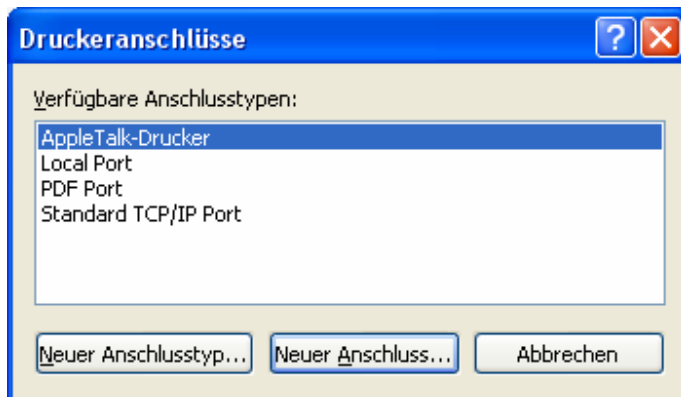 Druckeranschlüsse
Verfügbare Anschlusstypen:
AppleTalk-Drucker
Local Port
PDF Port
Standard TCP/IP Port
Neuer Anschlusstyp... Neuer Anschluss... Abbrechen